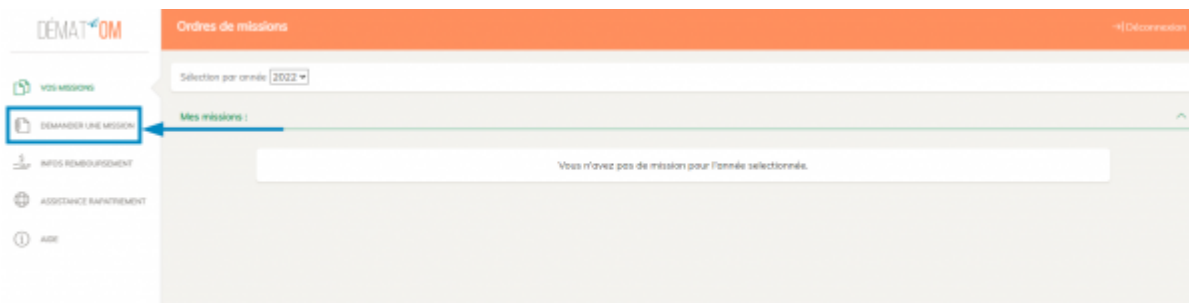 DÉMAT OM
Ordres de missions
Déconnexion
Sélection par année 2022
VOS MISSIONS
DEMANDER UNE MISSION
Mes missions :
INFOS REMBOURSEMENT
Vous n'avez pas de mission pour l'année selectionnée.
ASSISTANCE RAPATRIEMENT
AIDE